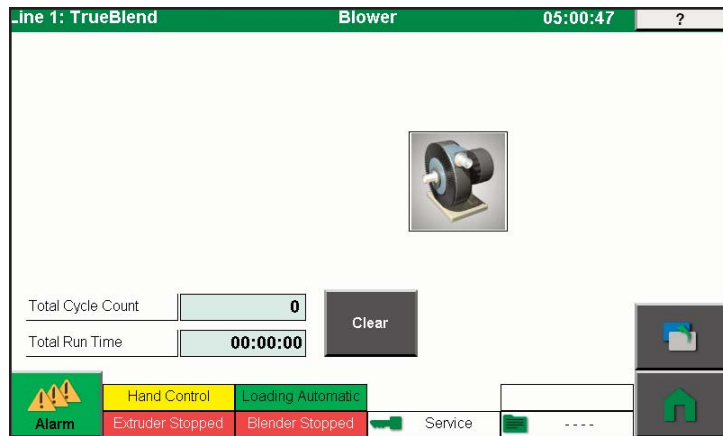 Line 1: TrueBlend Blower 05:00:47 ?
Total Cycle Count 0
Clear
Total Run Time 00:00:00
Hand Control Loading Automatic
Alarm Extruder Stopped Blender Stopped Service ----